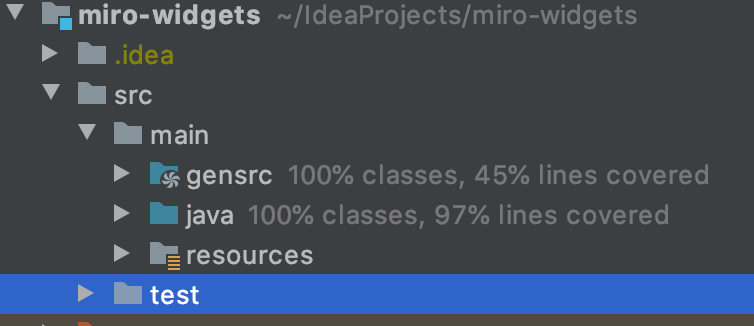 miro-widgets ~/IdeaProjects/miro-widgets
.idea
src
main
gensrc 100% classes, 45% lines covered
java 100% classes, 97% lines covered
resources
test